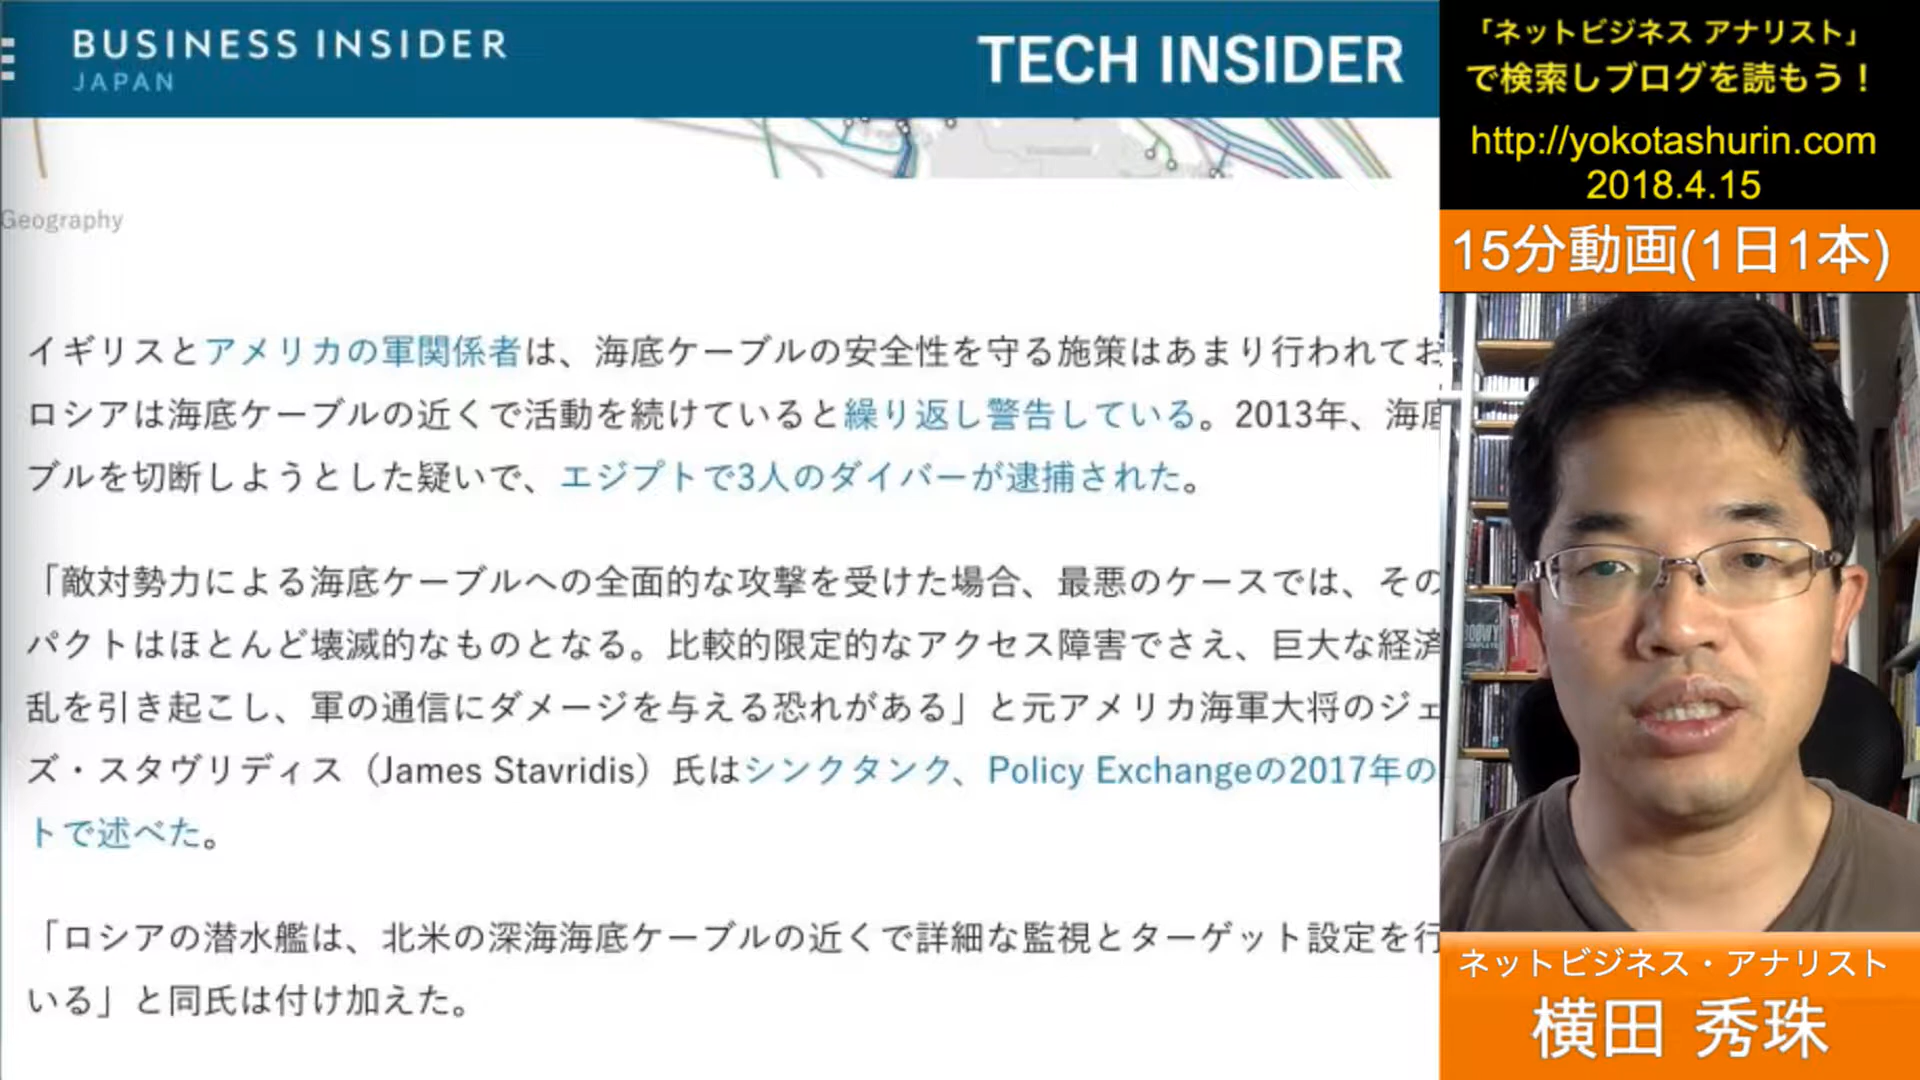 BUSINESS INSIDER
JAPAN
TECH INSIDER
Geography
イギリスとアメリカの軍関係者は、海底ケーブルの安全性を守る施策はあまり行われてお
ロシアは海底ケーブルの近くで活動を続けていると繰り返し警告している。2013年、海底
ブルを切断しようとした疑いで、エジプトで3人のダイバーが逮捕された。
「敵対勢力による海底ケーブルへの全面的な攻撃を受けた場合、最悪のケースでは、その
パクトはほとんど壊滅的なものとなる。比較的限定的なアクセス障害でさえ、巨大な経済
乱を引き起こし、軍の通信にダメージを与える恐れがある」と元アメリカ海軍大将のジェ
ズ・スタヴリディス（James Stavridis）氏はシンクタンク、Policy Exchangeの2017年の
トで述べた。
「ロシアの潜水艦は、北米の深海海底ケーブルの近くで詳細な監視とターゲット設定を行
いる」と同氏は付け加えた。
「ネットビジネス アナリスト」
で検索しブログを読もう！
http://yokotashurin.com
2018.4.15
15分動画(1日1本)
ネットビジネス・アナリスト
横田 秀珠